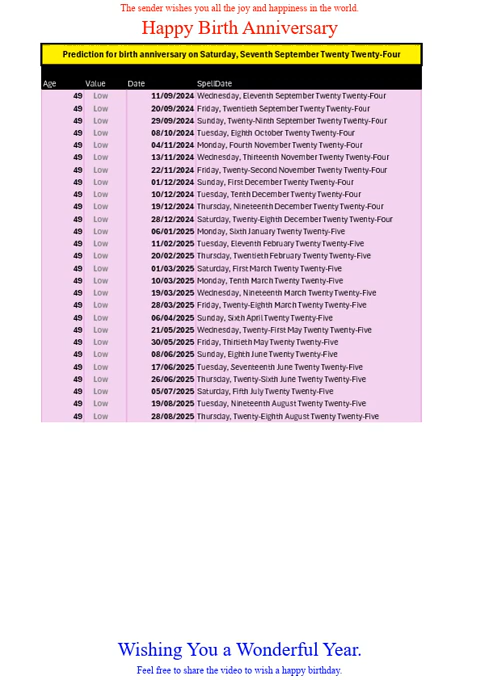 The sender wishes you all the joy and happiness in the world.
Happy Birth Anniversary
Prediction for birth anniversary on Saturday, Seventh September Twenty Twenty-Four
Age Value Date SpellDate
49 Low 11/09/2024 Wednesday, Eleventh September Twenty Twenty-Four
49 Low 20/09/2024 Friday, Twentieth September Twenty Twenty-Four
49 Low 29/09/2024 Sunday, Twenty-Ninth September Twenty Twenty-Four
49 Low 08/10/2024 Tuesday, Eighth October Twenty Twenty-Four
49 Low 04/11/2024 Monday, Fourth November Twenty Twenty-Four
49 Low 13/11/2024 Wednesday, Thirteenth November Twenty Twenty-Four
49 Low 22/11/2024 Friday, Twenty-Second November Twenty Twenty-Four
49 Low 01/12/2024 Sunday, First December Twenty Twenty-Four
49 Low 10/12/2024 Tuesday, Tenth December Twenty Twenty-Four
49 Low 19/12/2024 Thursday, Nineteenth December Twenty Twenty-Four
49 Low 28/12/2024 Saturday, Twenty-Eighth December Twenty Twenty-Four
49 Low 06/01/2025 Monday, Sixth January Twenty Twenty-Five
49 Low 11/02/2025 Tuesday, Eleventh February Twenty Twenty-Five
49 Low 20/02/2025 Thursday, Twentieth February Twenty Twenty-Five
49 Low 01/03/2025 Saturday, First March Twenty Twenty-Five
49 Low 10/03/2025 Monday, Tenth March Twenty Twenty-Five
49 Low 19/03/2025 Wednesday, Nineteenth March Twenty Twenty-Five
49 Low 28/03/2025 Friday, Twenty-Eighth March Twenty Twenty-Five
49 Low 06/04/2025 Sunday, Sixth April Twenty Twenty-Five
49 Low 21/05/2025 Wednesday, Twenty-First May Twenty Twenty-Five
49 Low 30/05/2025 Friday, Thirtieth May Twenty Twenty-Five
49 Low 08/06/2025 Sunday, Eighth June Twenty Twenty-Five
49 Low 17/06/2025 Tuesday, Seventeenth June Twenty Twenty-Five
49 Low 26/06/2025 Thursday, Twenty-Sixth June Twenty Twenty-Five
49 Low 05/07/2025 Saturday, Fifth July Twenty Twenty-Five
49 Low 19/08/2025 Tuesday, Nineteenth August Twenty Twenty-Five
49 Low 28/08/2025 Thursday, Twenty-Eighth August Twenty Twenty-Five
Wishing You a Wonderful Year.
Feel free to share the video to wish a happy birthday.